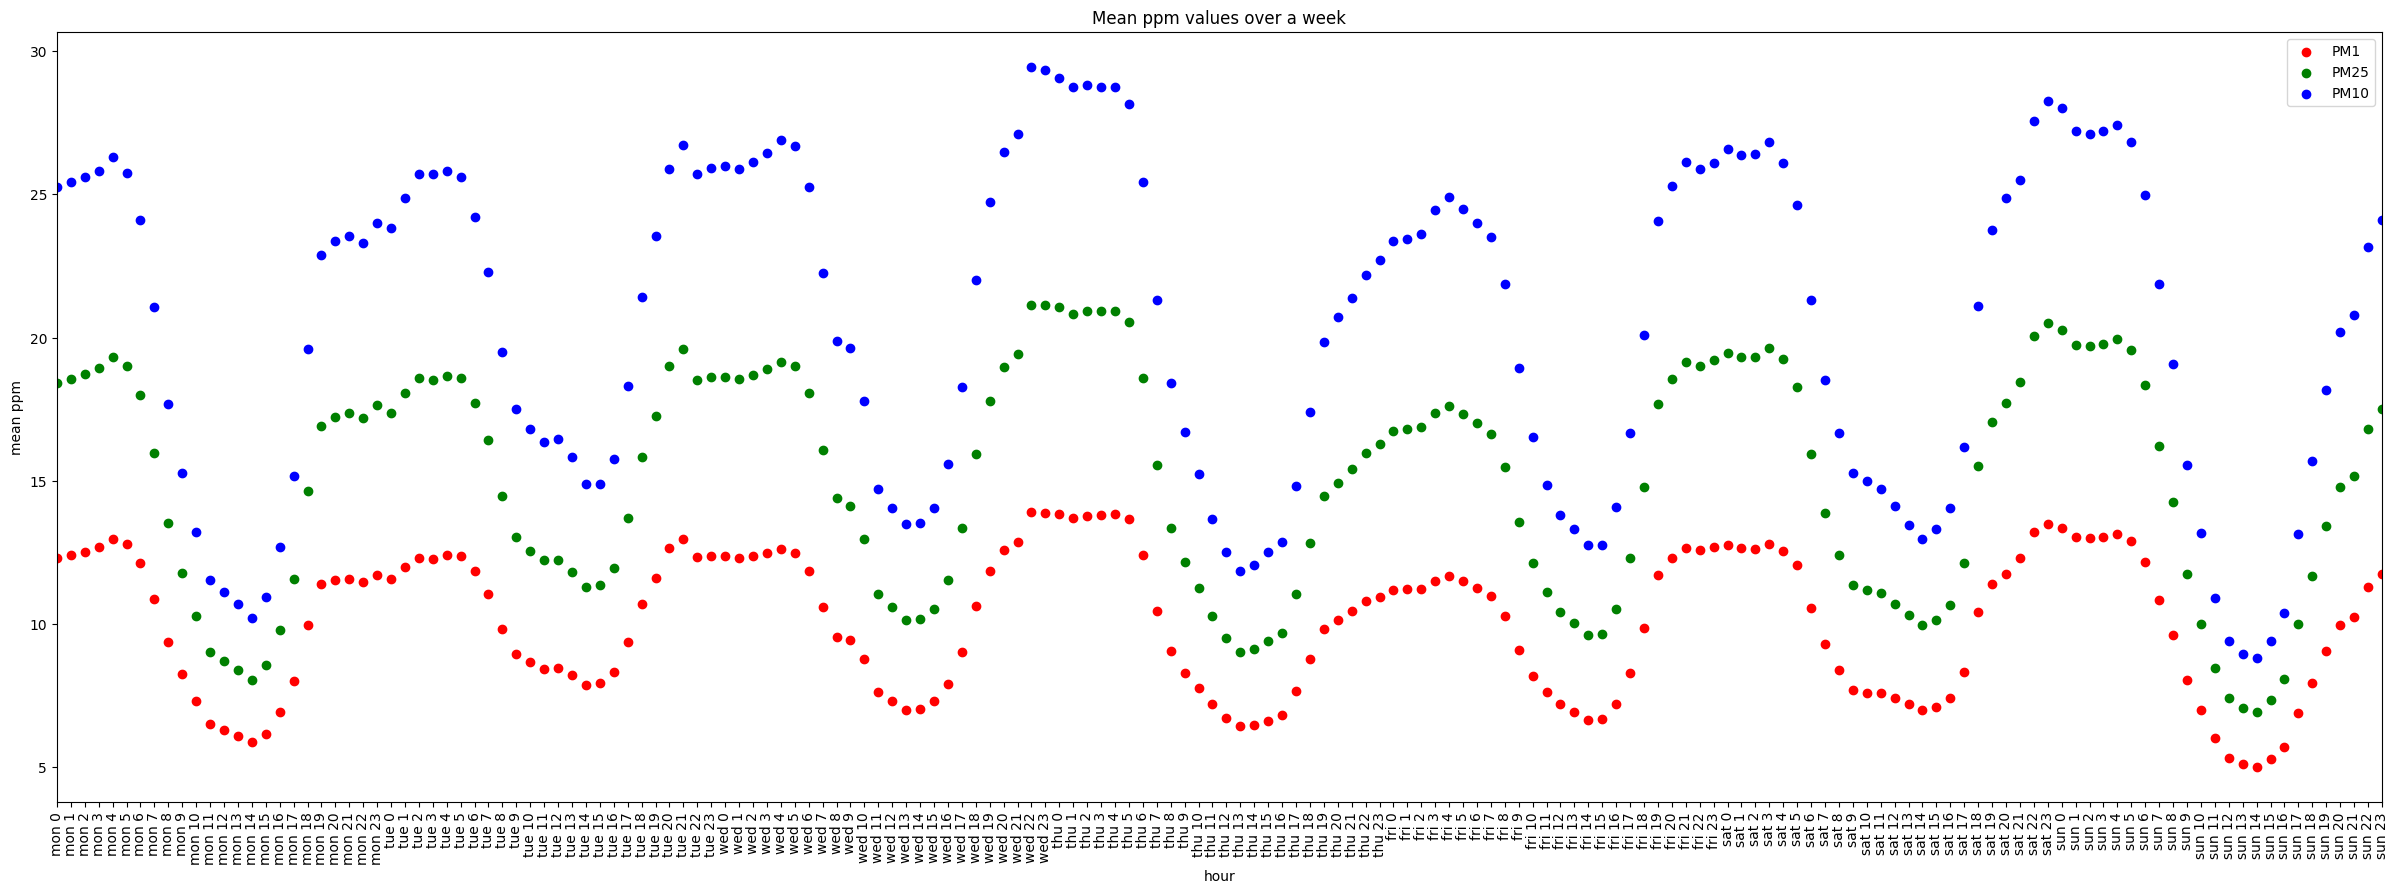 Mean ppm values over a week
PM1
PM25
PM10
30
25
20
15
10
5
mean ppm
mon 0
mon 1
mon 2
mon 3
mon 4
mon 5
mon 6
mon 7
mon 8
mon 9
mon 10
mon 11
mon 12
mon 13
mon 14
mon 15
mon 16
mon 17
mon 18
mon 19
mon 20
mon 21
mon 22
mon 23
tue 0
tue 1
tue 2
tue 3
tue 4
tue 5
tue 6
tue 7
tue 8
tue 9
tue 10
tue 11
tue 12
tue 13
tue 14
tue 15
tue 16
tue 17
tue 18
tue 19
tue 20
tue 21
tue 22
tue 23
wed 0
wed 1
wed 2
wed 3
wed 4
wed 5
wed 6
wed 7
wed 8
wed 9
wed 10
wed 11
wed 12
wed 13
wed 14
wed 15
wed 16
wed 17
wed 18
wed 19
wed 20
wed 21
wed 22
wed 23
thu 0
thu 1
thu 2
thu 3
thu 4
thu 5
thu 6
thu 7
thu 8
thu 9
thu 10
thu 11
thu 12
thu 13
thu 14
thu 15
thu 16
thu 17
thu 18
thu 19
thu 20
thu 21
thu 22
thu 23
fri 0
fri 1
fri 2
fri 3
fri 4
fri 5
fri 6
fri 7
fri 8
fri 9
fri 10
fri 11
fri 12
fri 13
fri 14
fri 15
fri 16
fri 17
fri 18
fri 19
fri 20
fri 21
fri 22
fri 23
sat 0
sat 1
sat 2
sat 3
sat 4
sat 5
sat 6
sat 7
sat 8
sat 9
sat 10
sat 11
sat 12
sat 13
sat 14
sat 15
sat 16
sat 17
sat 18
sat 19
sat 20
sat 21
sat 22
sat 23
sun 0
sun 1
sun 2
sun 3
sun 4
sun 5
sun 6
sun 7
sun 8
sun 9
sun 10
sun 11
sun 12
sun 13
sun 14
sun 15
sun 16
sun 17
sun 18
sun 19
sun 20
sun 21
sun 22
sun 23
hour